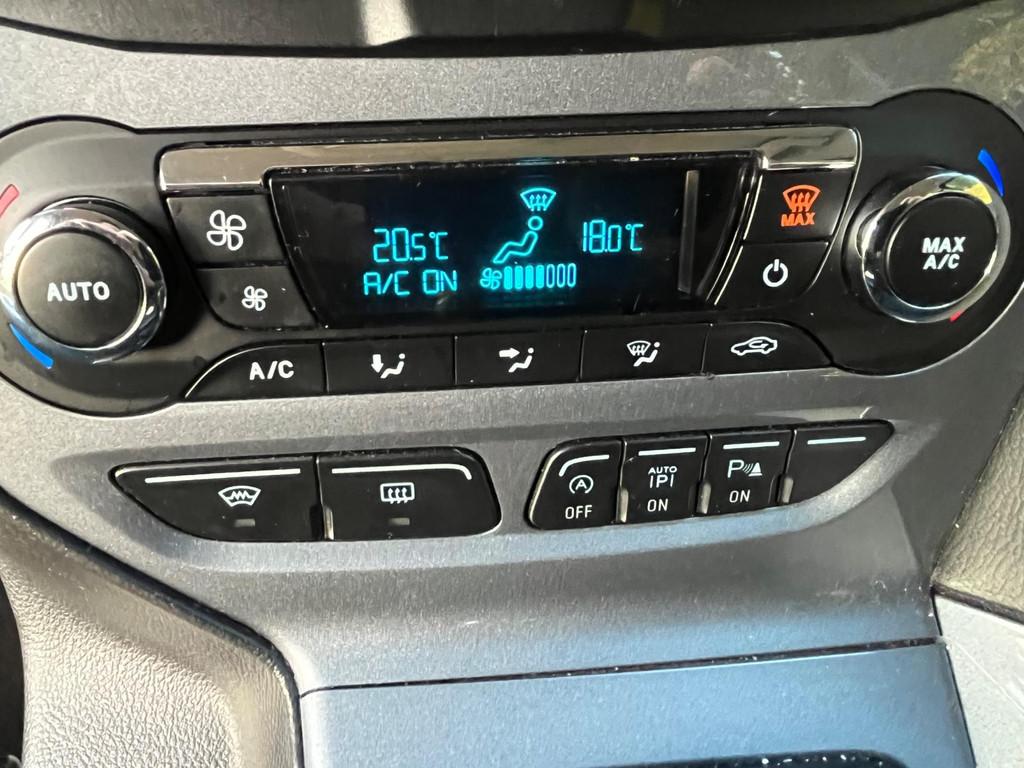 20.5°C
18.0°C
A/C ON
MAX
AUTO
MAX
A/C
A/C
A
OFF
AUTO
|P|
ON
P
ON